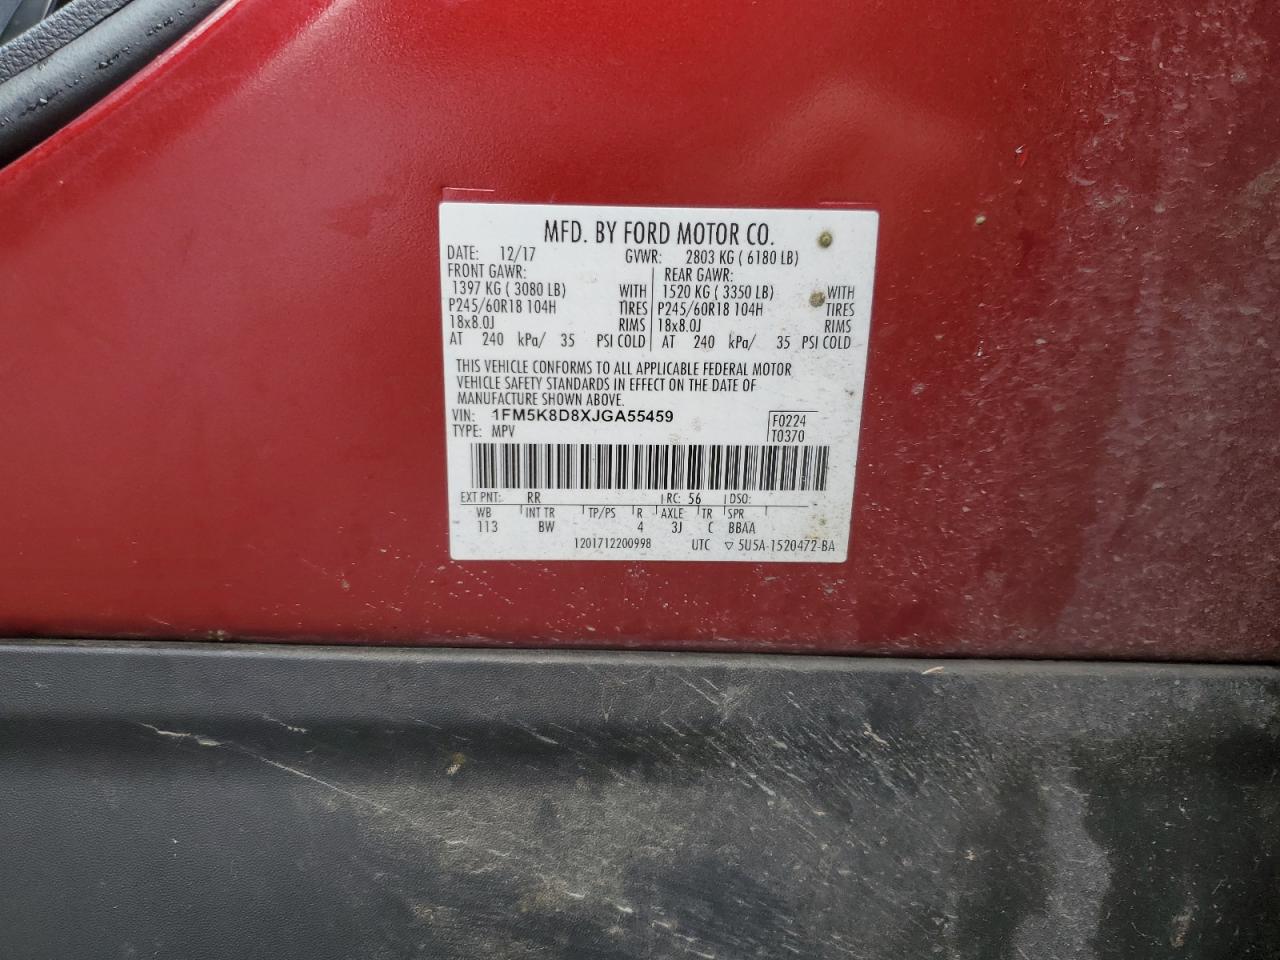 MFD. BY FORD MOTOR CO.
DATE: 12/17 GVWR: 2803 KG ( 6180 LB)
FRONT GAWR: REAR GAWR:
1397 KG ( 3080 LB) WITH 1520 KG ( 3350 LB) WITH
P245/60R18 104H TIRES P245/60R18 104H TIRES
18x8.0J RIMS 18x8.0J RIMS
AT 240 kPa/ 35 PSI COLD AT 240 kPa/ 35 PSI COLD
THIS VEHICLE CONFORMS TO ALL APPLICABLE FEDERAL MOTOR
VEHICLE SAFETY STANDARDS IN EFFECT ON THE DATE OF
MANUFACTURE SHOWN ABOVE.
VIN: 1FM5K8D8XJGA55459 F0224
TYPE: MPV T0370
EXT PNT: RR RC: 56 DSO:
WB INT TR TP/PS R AXLE TR SPR
113 BW 4 3J C BBAA
1201712200998 UTC ▽ 5U5A-1520472-BA